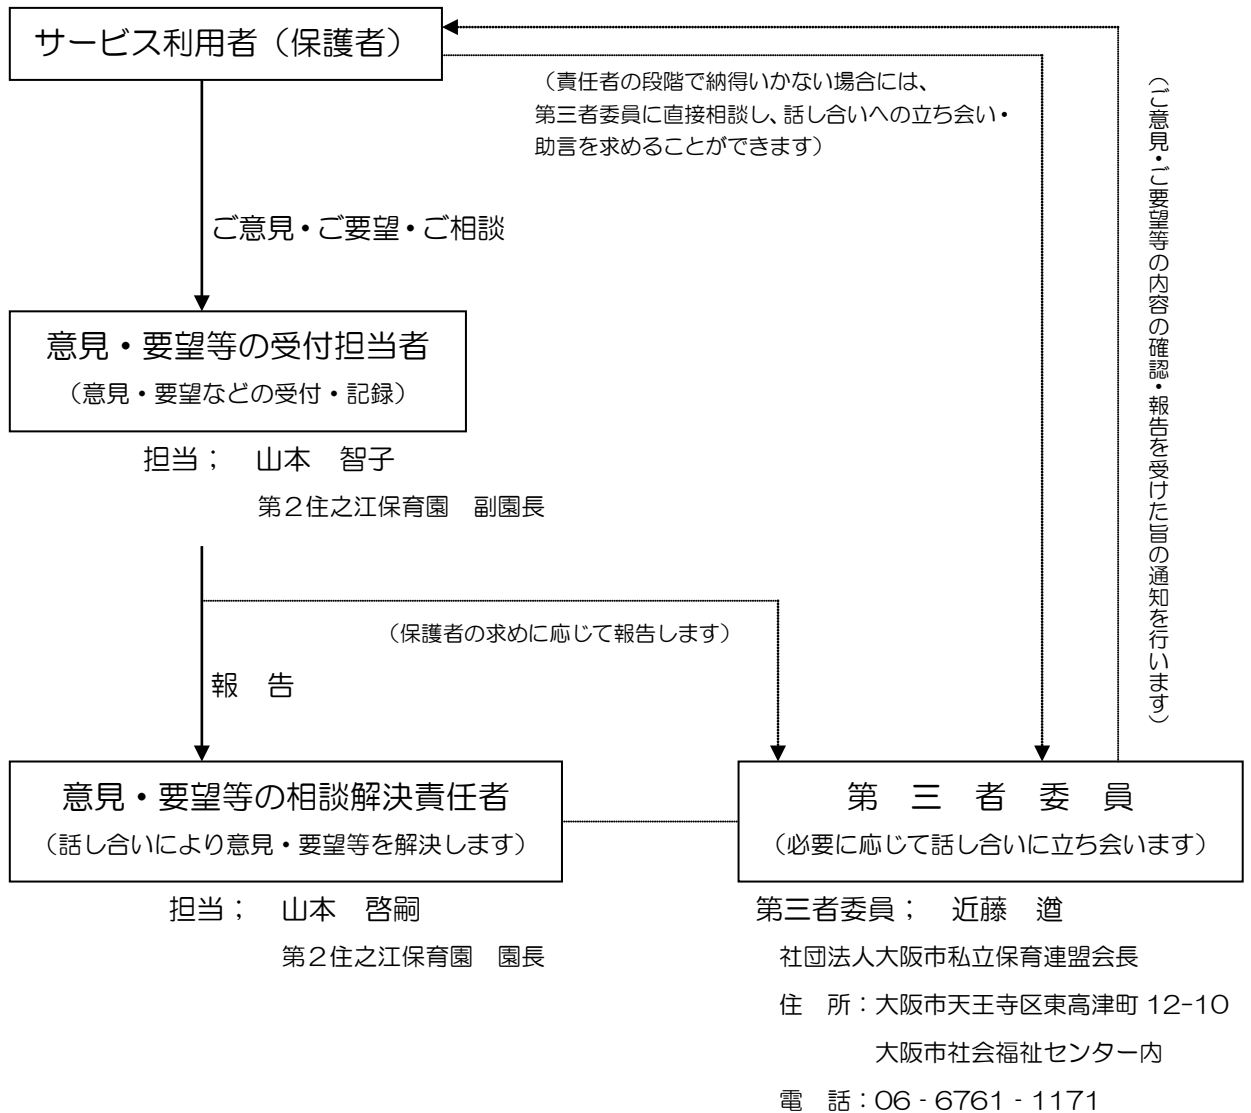 サービス利用者（保護者）
（責任者の段階で納得いかない場合には、
第三者委員に直接相談し、話し合いへの立ち会い・
助言を求めることができます）
（ご意見・ご要望等の内容の確認・報告を受けた旨の通知を行います）
ご意見・ご要望・ご相談
意見・要望等の受付担当者
（意見・要望などの受付・記録）
担当；　山本　智子
第２住之江保育園　副園長
（保護者の求めに応じて報告します）
報　告
意見・要望等の相談解決責任者
（話し合いにより意見・要望等を解決します）
担当；　山本　啓嗣
第２住之江保育園　園長
第　三　者　委　員
（必要に応じて話し合いに立ち会います）
第三者委員；　近藤　遒
社団法人大阪市私立保育連盟会長
住　所：大阪市天王寺区東高津町 12-10
大阪市社会福祉センター内
電　話：06 - 6761 - 1171